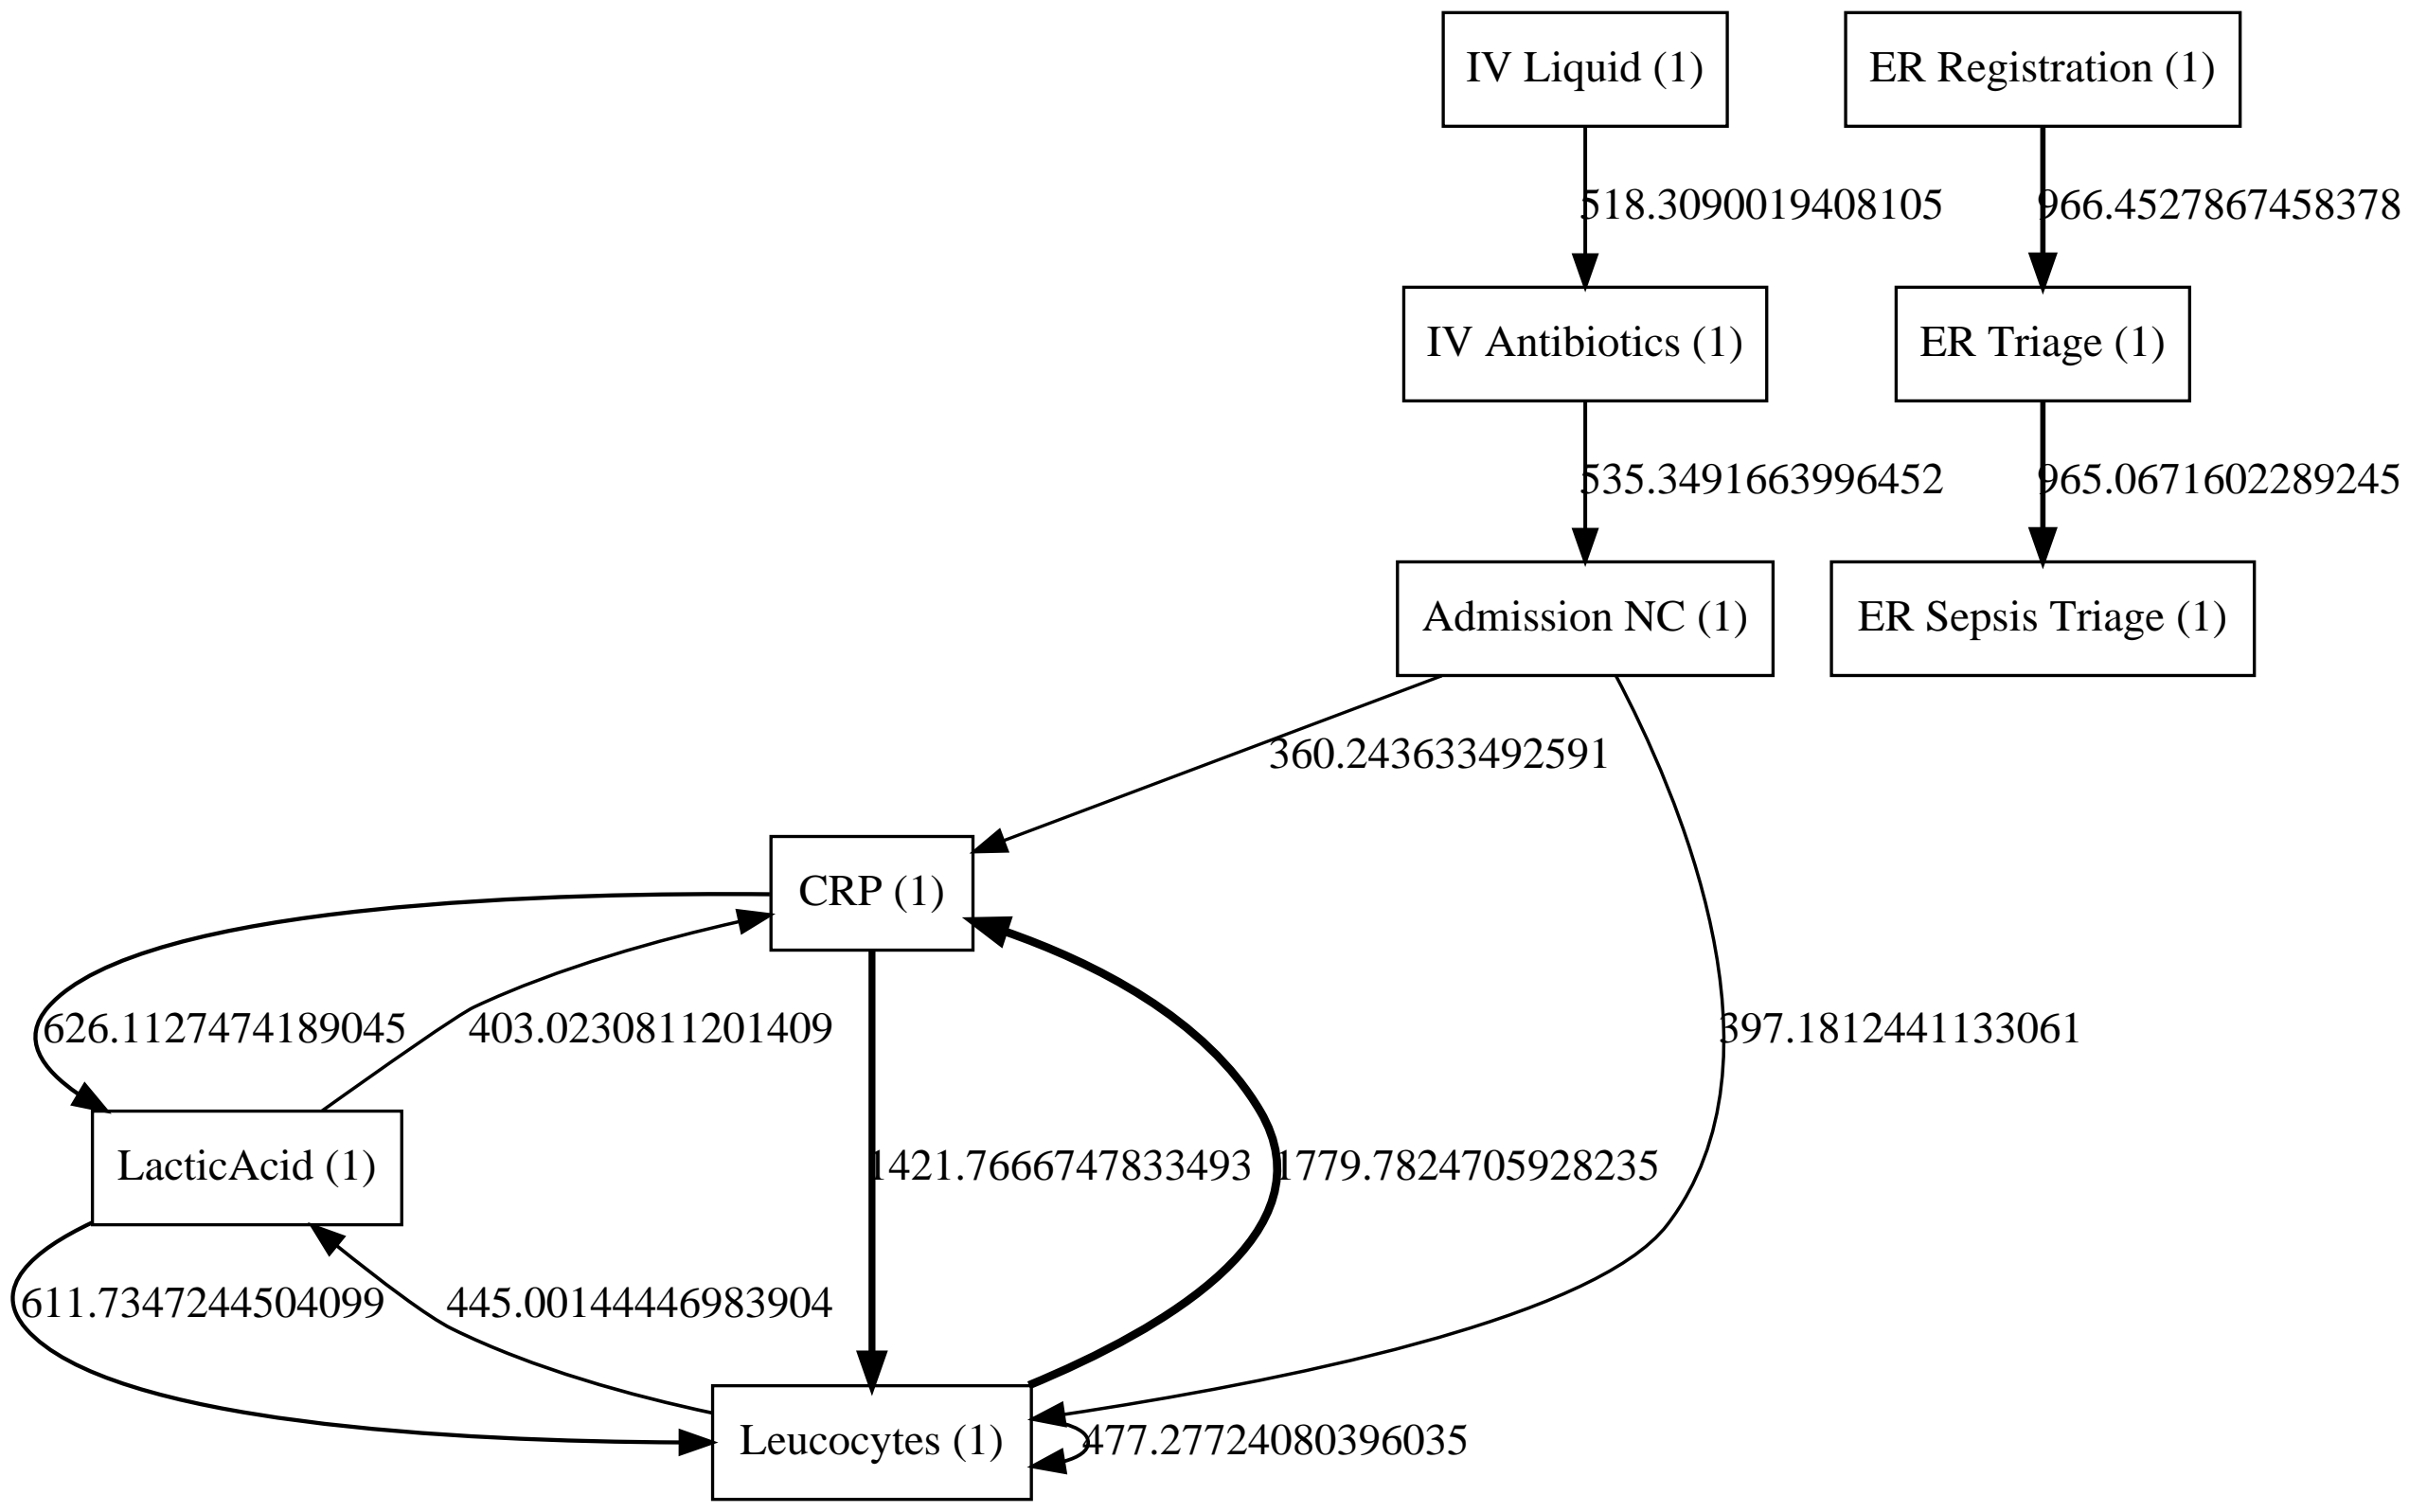 IV Liquid (1)
ER Registration (1)
518.3090019408105
966.4527867458378
IV Antibiotics (1)
ER Triage (1)
535.3491663996452
965.0671602289245
Admission NC (1)
ER Sepsis Triage (1)
360.243633492591
CRP (1)
626.1127474189045
403.0230811201409
397.1812441133061
LacticAcid (1)
1421.7666747833493
1779.7824705928235
611.7347244504099
445.00144446983904
Leucocytes (1)
477.27724080396035